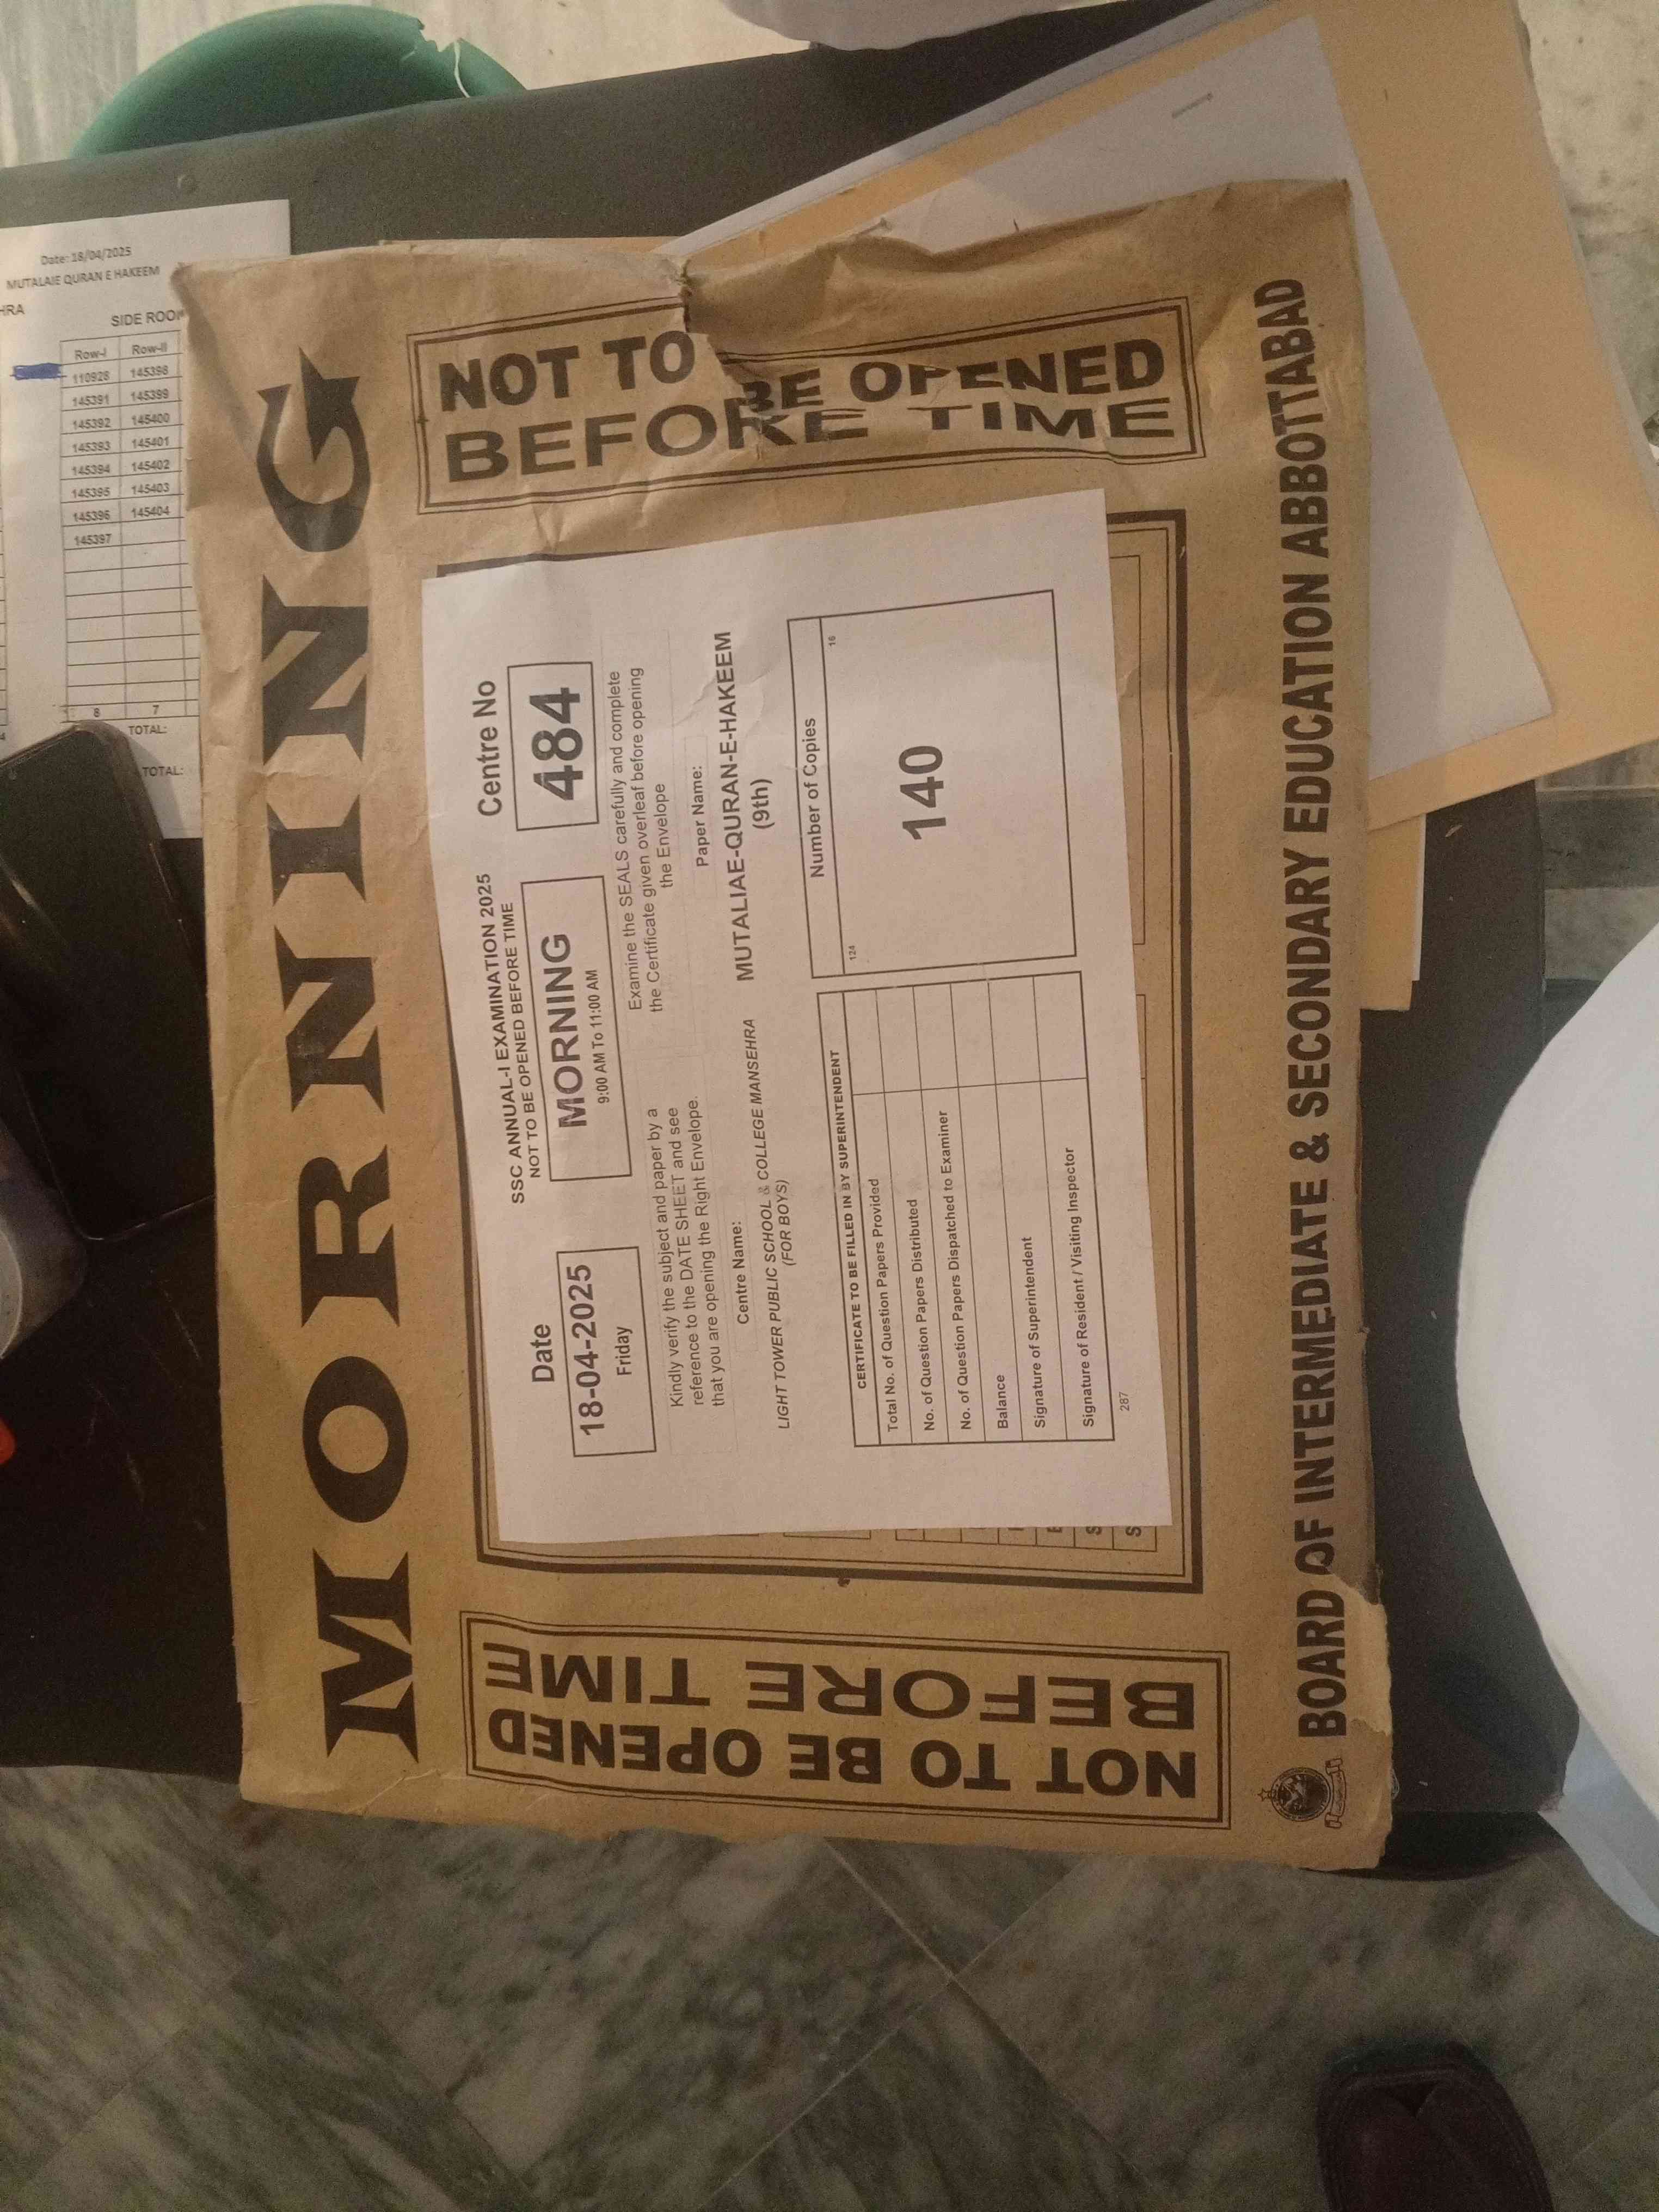 MORNING
NOT TO BE OPENED
BEFORE TIME
NOT TO BE OPENED
BEFORE TIME
SSC ANNUAL-I EXAMINATION 2025
NOT TO BE OPENED BEFORE TIME
Date
18-04-2025
Friday
MORNING
9:00 AM To 11:00 AM
Centre No
484
Kindly verify the subject and paper by a
reference to the DATE SHEET and see
that you are opening the Right Envelope.
Examine the SEALS carefully and complete
the Certificate given overleaf before opening
the Envelope
Centre Name:
LIGHT TOWER PUBLIC SCHOOL & COLLEGE MANSEHRA
(FOR BOYS)
Paper Name:
MUTALIAE-QURAN-E-HAKEEM
(9th)
CERTIFICATE TO BE FILLED IN BY SUPERINTENDENT
Total No. of Question Papers Provided
No. of Question Papers Distributed
No. of Question Papers Dispatched to Examiner
Balance
Signature of Superintendent
Signature of Resident / Visiting Inspector
287
Number of Copies
124 16
140
BOARD OF INTERMEDIATE & SECONDARY EDUCATION ABBOTTABAD
Date: 18/04/2025
MUTALAIE QURAN E HAKEEM
HRA
SIDE ROO
Row-I Row-II
110928 145398
145391 145399
145392 145400
145393 145401
145394 145402
145395 145403
145396 145404
145397
8 7
TOTAL:
TOTAL: